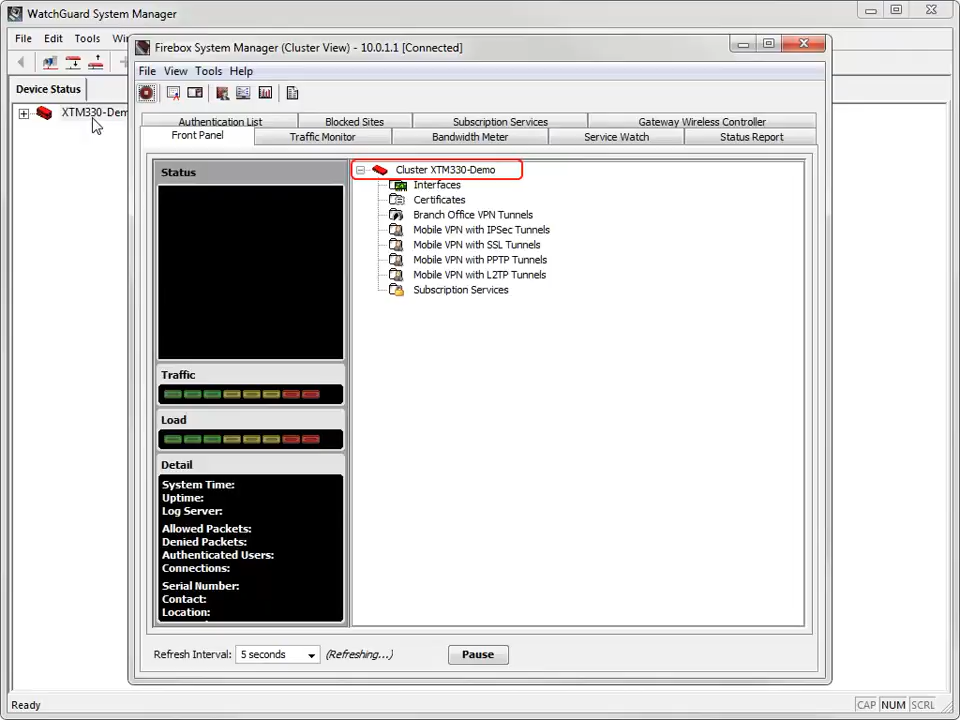 WatchGuard System Manager
File Edit Tools
Device Status
XTM330-Dem
Firebox System Manager (Cluster View) - 10.0.1.1 [Connected]
File View Tools Help
Authentication List Blocked Sites Subscription Services Gateway Wireless Controller
Front Panel Traffic Monitor Bandwidth Meter Service Watch Status Report
Status
Cluster XTM330-Demo
Interfaces
Certificates
Branch Office VPN Tunnels
Mobile VPN with IPSec Tunnels
Mobile VPN with SSL Tunnels
Mobile VPN with PPTP Tunnels
Mobile VPN with L2TP Tunnels
Subscription Services
Traffic
Load
Detail
System Time:
Uptime:
Log Server:
Allowed Packets:
Denied Packets:
Authenticated Users:
Connections:
Serial Number:
Contact:
Location:
Refresh Interval: 5 seconds (Refreshing...) Pause
Ready CAP NUM SCRL